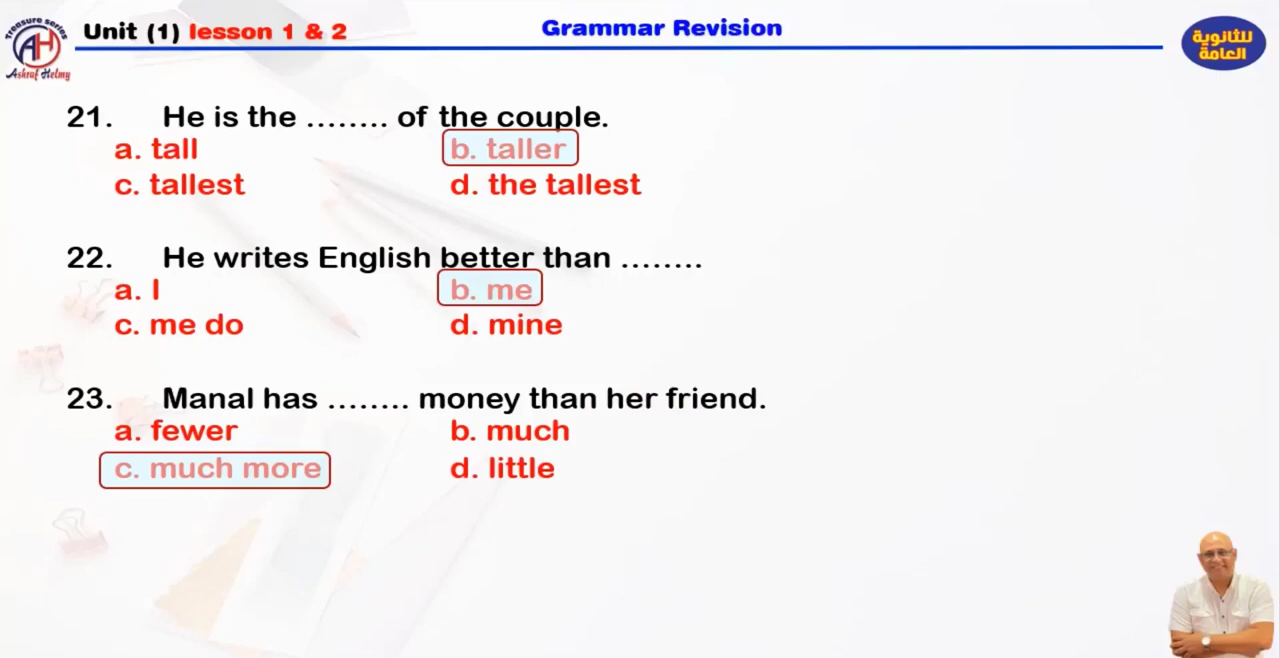 Treasure series
AH
Ashraf Helmy
Unit (1) lesson 1 & 2
Grammar Revision
للثانوية
العامة
21. He is the ........ of the couple.
a. tall b. taller
c. tallest d. the tallest
22. He writes English better than ........
a. I b. me
c. me do d. mine
23. Manal has ........ money than her friend.
a. fewer b. much
c. much more d. little